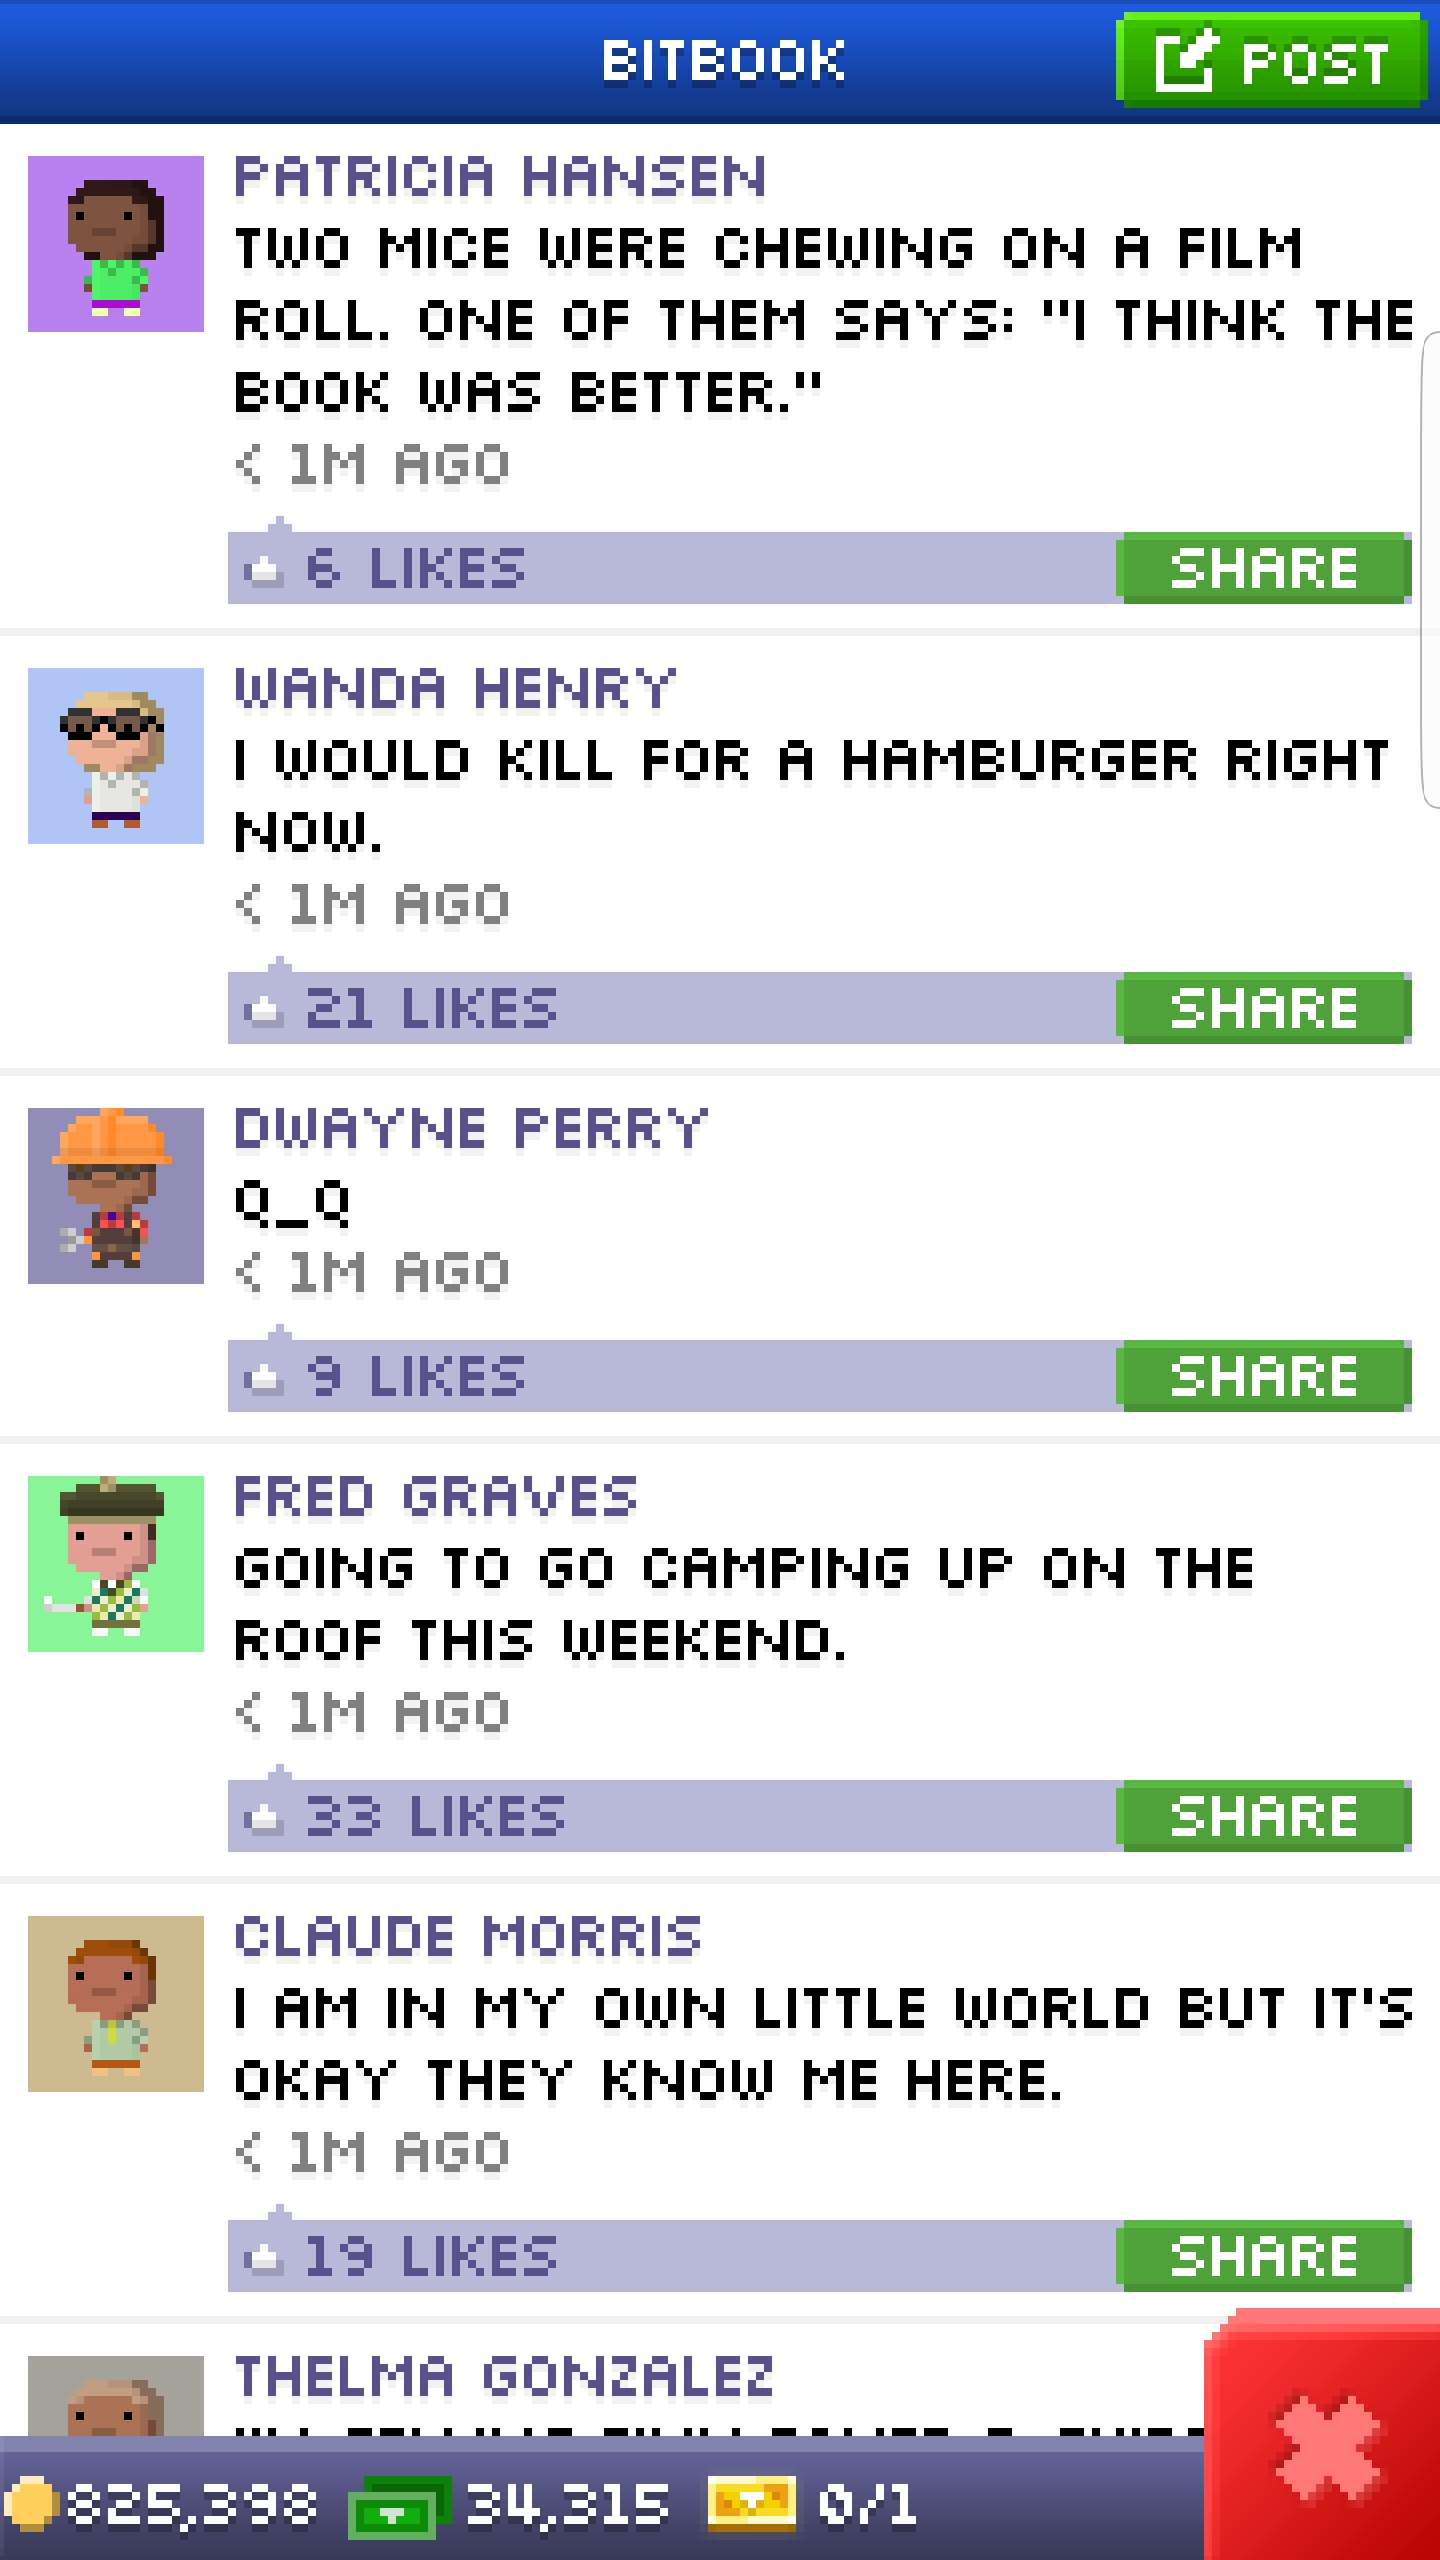 BITBOOK
POST
PATRICIA HANSEN
TWO MICE WERE CHEWING ON A FILM
ROLL. ONE OF THEM SAYS: "I THINK THE
BOOK WAS BETTER."
< 1M AGO
6 LIKES
SHARE
WANDA HENRY
I WOULD KILL FOR A HAMBURGER RIGHT
NOW.
< 1M AGO
21 LIKES
SHARE
DWAYNE PERRY
Q_Q
< 1M AGO
9 LIKES
SHARE
FRED GRAVES
GOING TO GO CAMPING UP ON THE
ROOF THIS WEEKEND.
< 1M AGO
33 LIKES
SHARE
CLAUDE MORRIS
I AM IN MY OWN LITTLE WORLD BUT IT'S
OKAY THEY KNOW ME HERE.
< 1M AGO
19 LIKES
SHARE
THELMA GONZALEZ
825,398 34,315 0/1